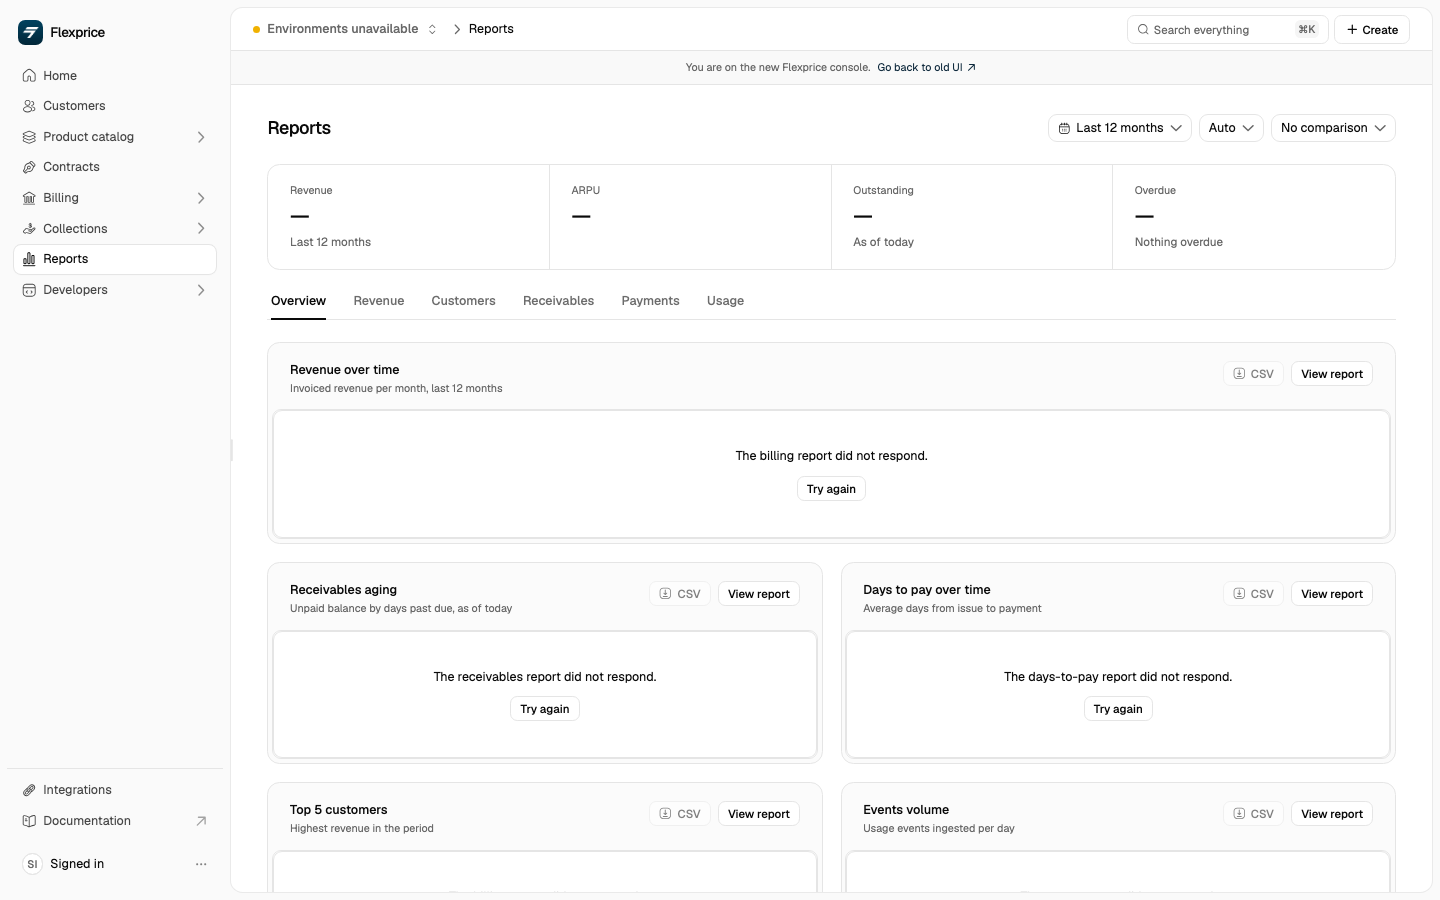 Flexprice
Home
Customers
Product catalog
Contracts
Billing
Collections
Reports
Developers
Integrations
Documentation
SI Signed in
Environments unavailable Reports
Search everything ⌘K
Create
You are on the new Flexprice console. Go back to old UI
Reports
Last 12 months Auto No comparison
Revenue
—
Last 12 months
ARPU
—
Outstanding
—
As of today
Overdue
—
Nothing overdue
Overview Revenue Customers Receivables Payments Usage
Revenue over time
Invoiced revenue per month, last 12 months
CSV View report
The billing report did not respond.
Try again
Receivables aging
Unpaid balance by days past due, as of today
CSV View report
The receivables report did not respond.
Try again
Days to pay over time
Average days from issue to payment
CSV View report
The days-to-pay report did not respond.
Try again
Top 5 customers
Highest revenue in the period
CSV View report
Events volume
Usage events ingested per day
CSV View report